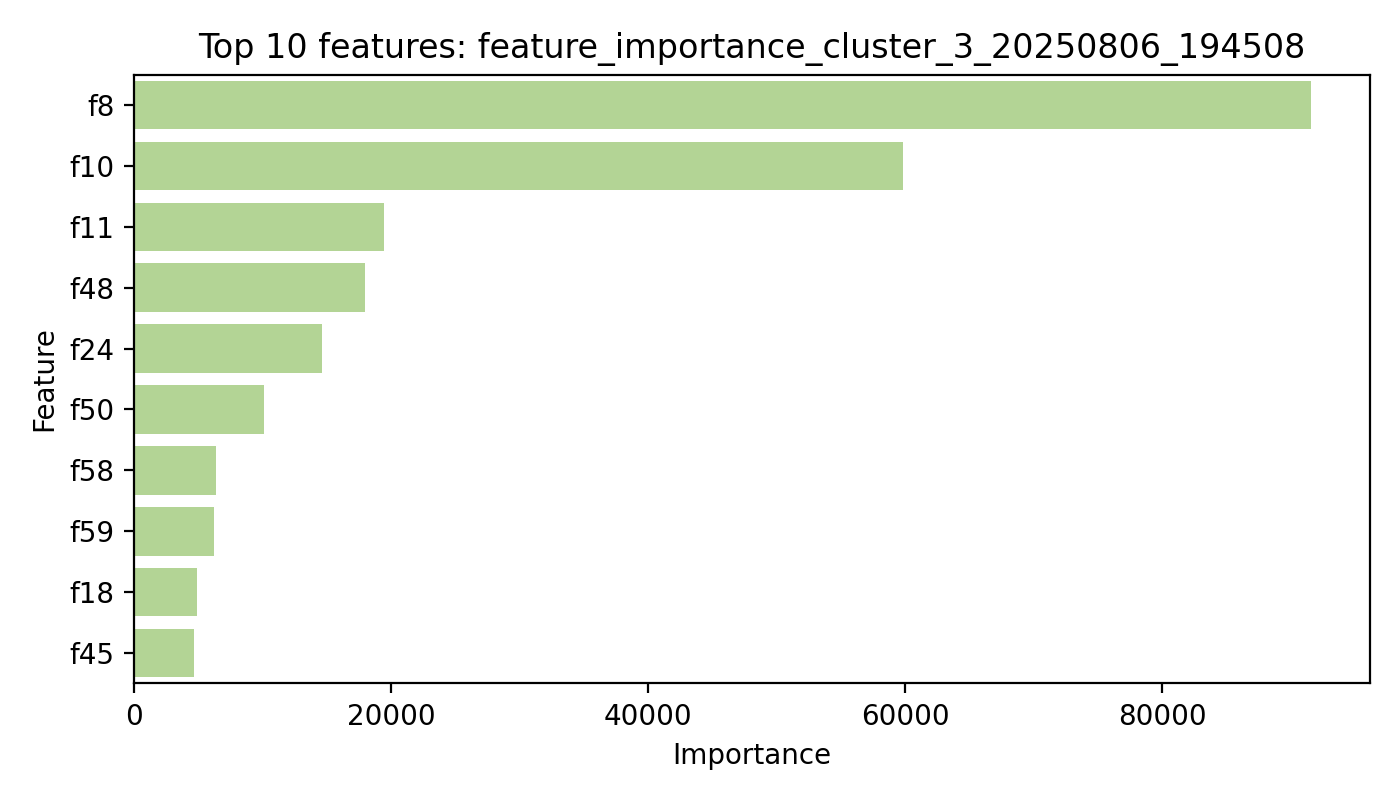 Top 10 features: feature_importance_cluster_3_20250806_194508
f8
f10
f11
f48
f24
f50
f58
f59
f18
f45
Feature
0 20000 40000 60000 80000
Importance